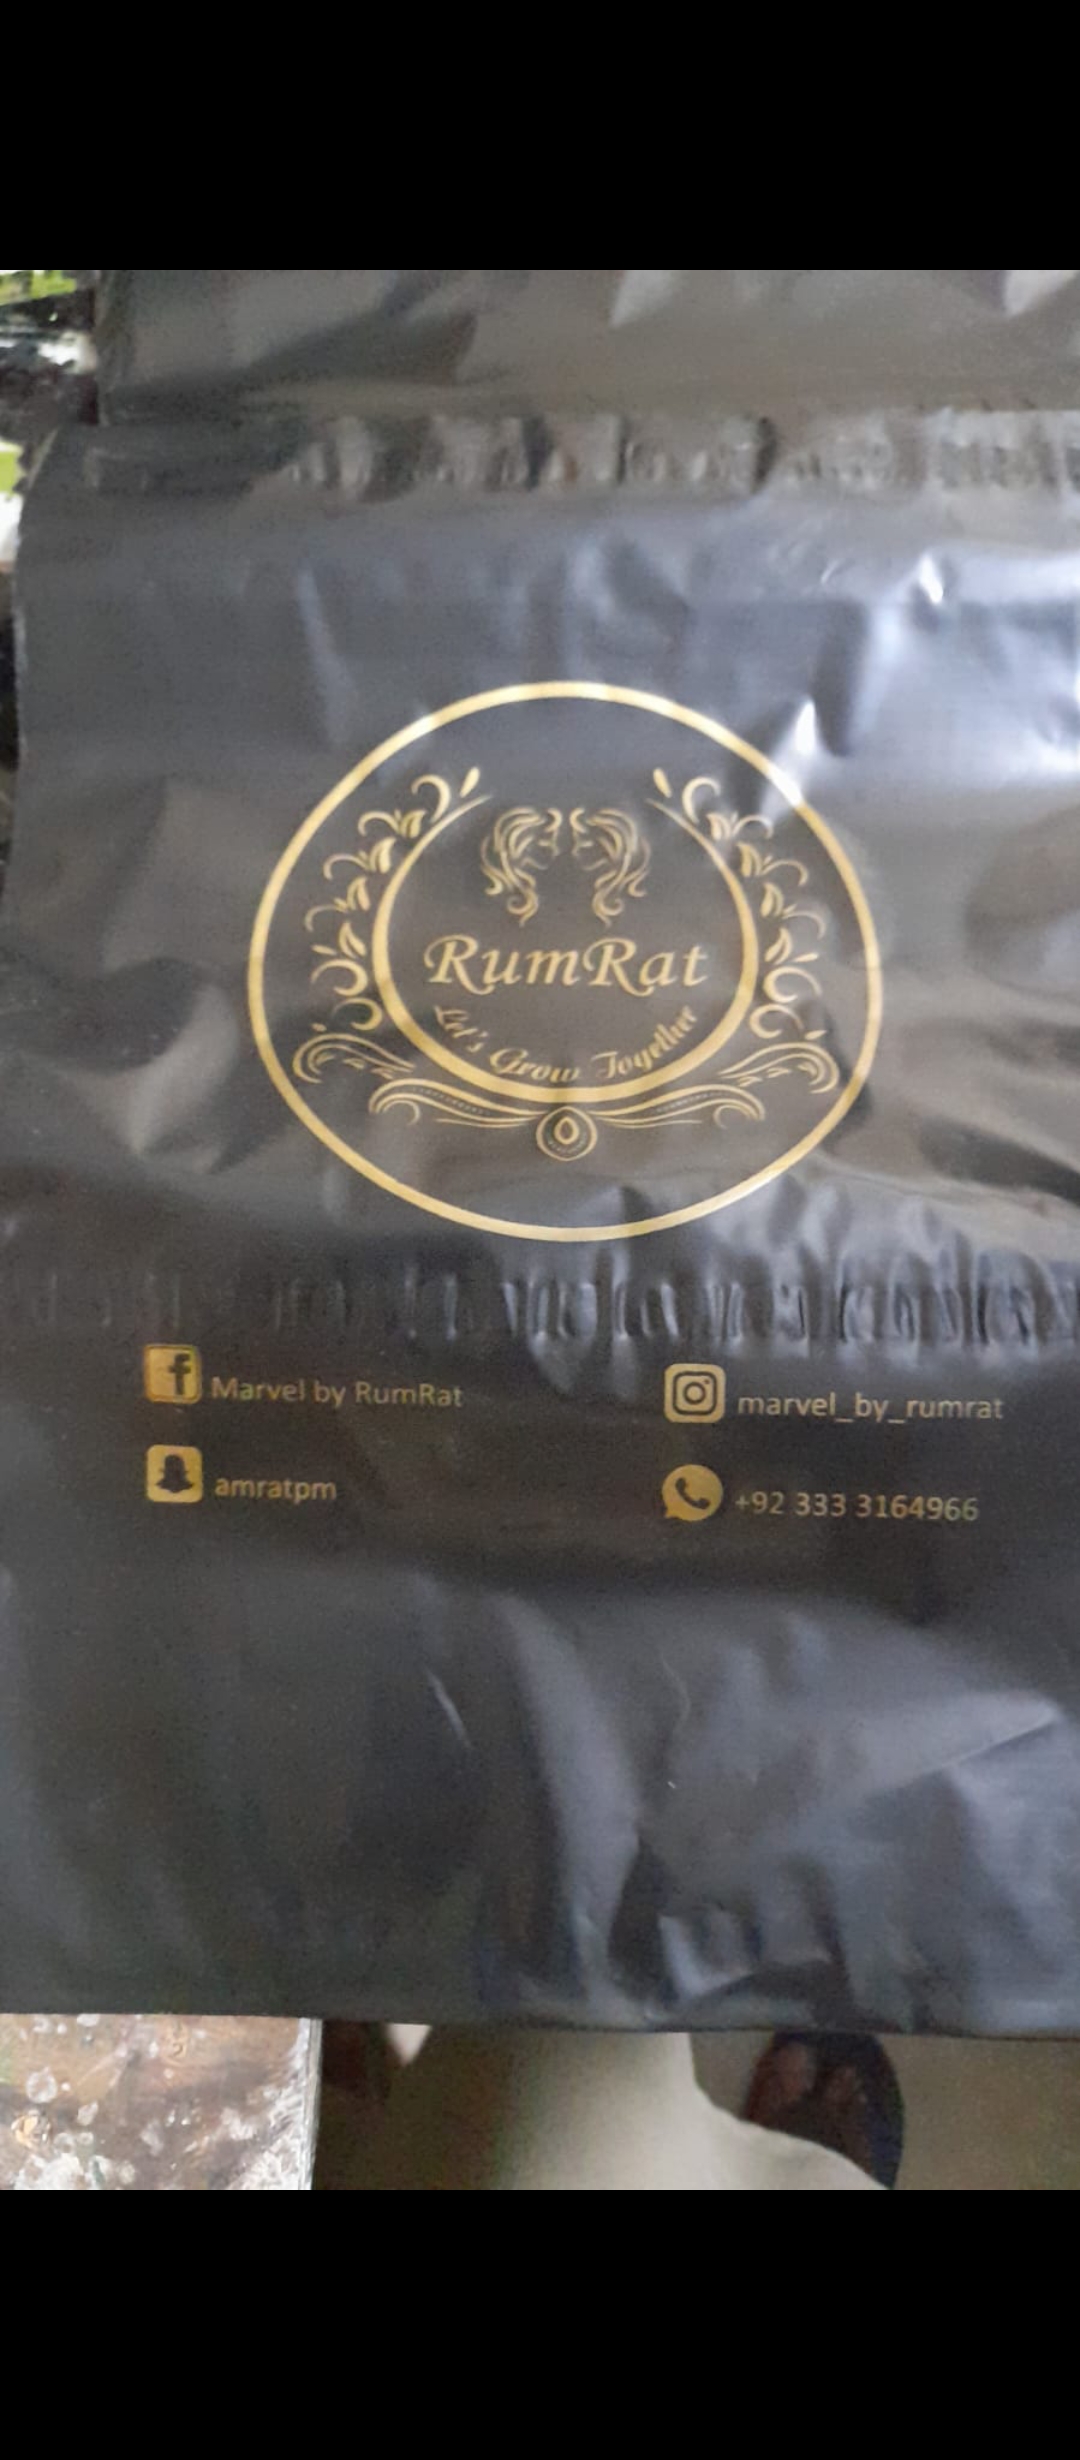 RumRat
Let's Grow Together
Marvel by RumRat
marvel_by_rumrat
amratpm
+92 333 3164966